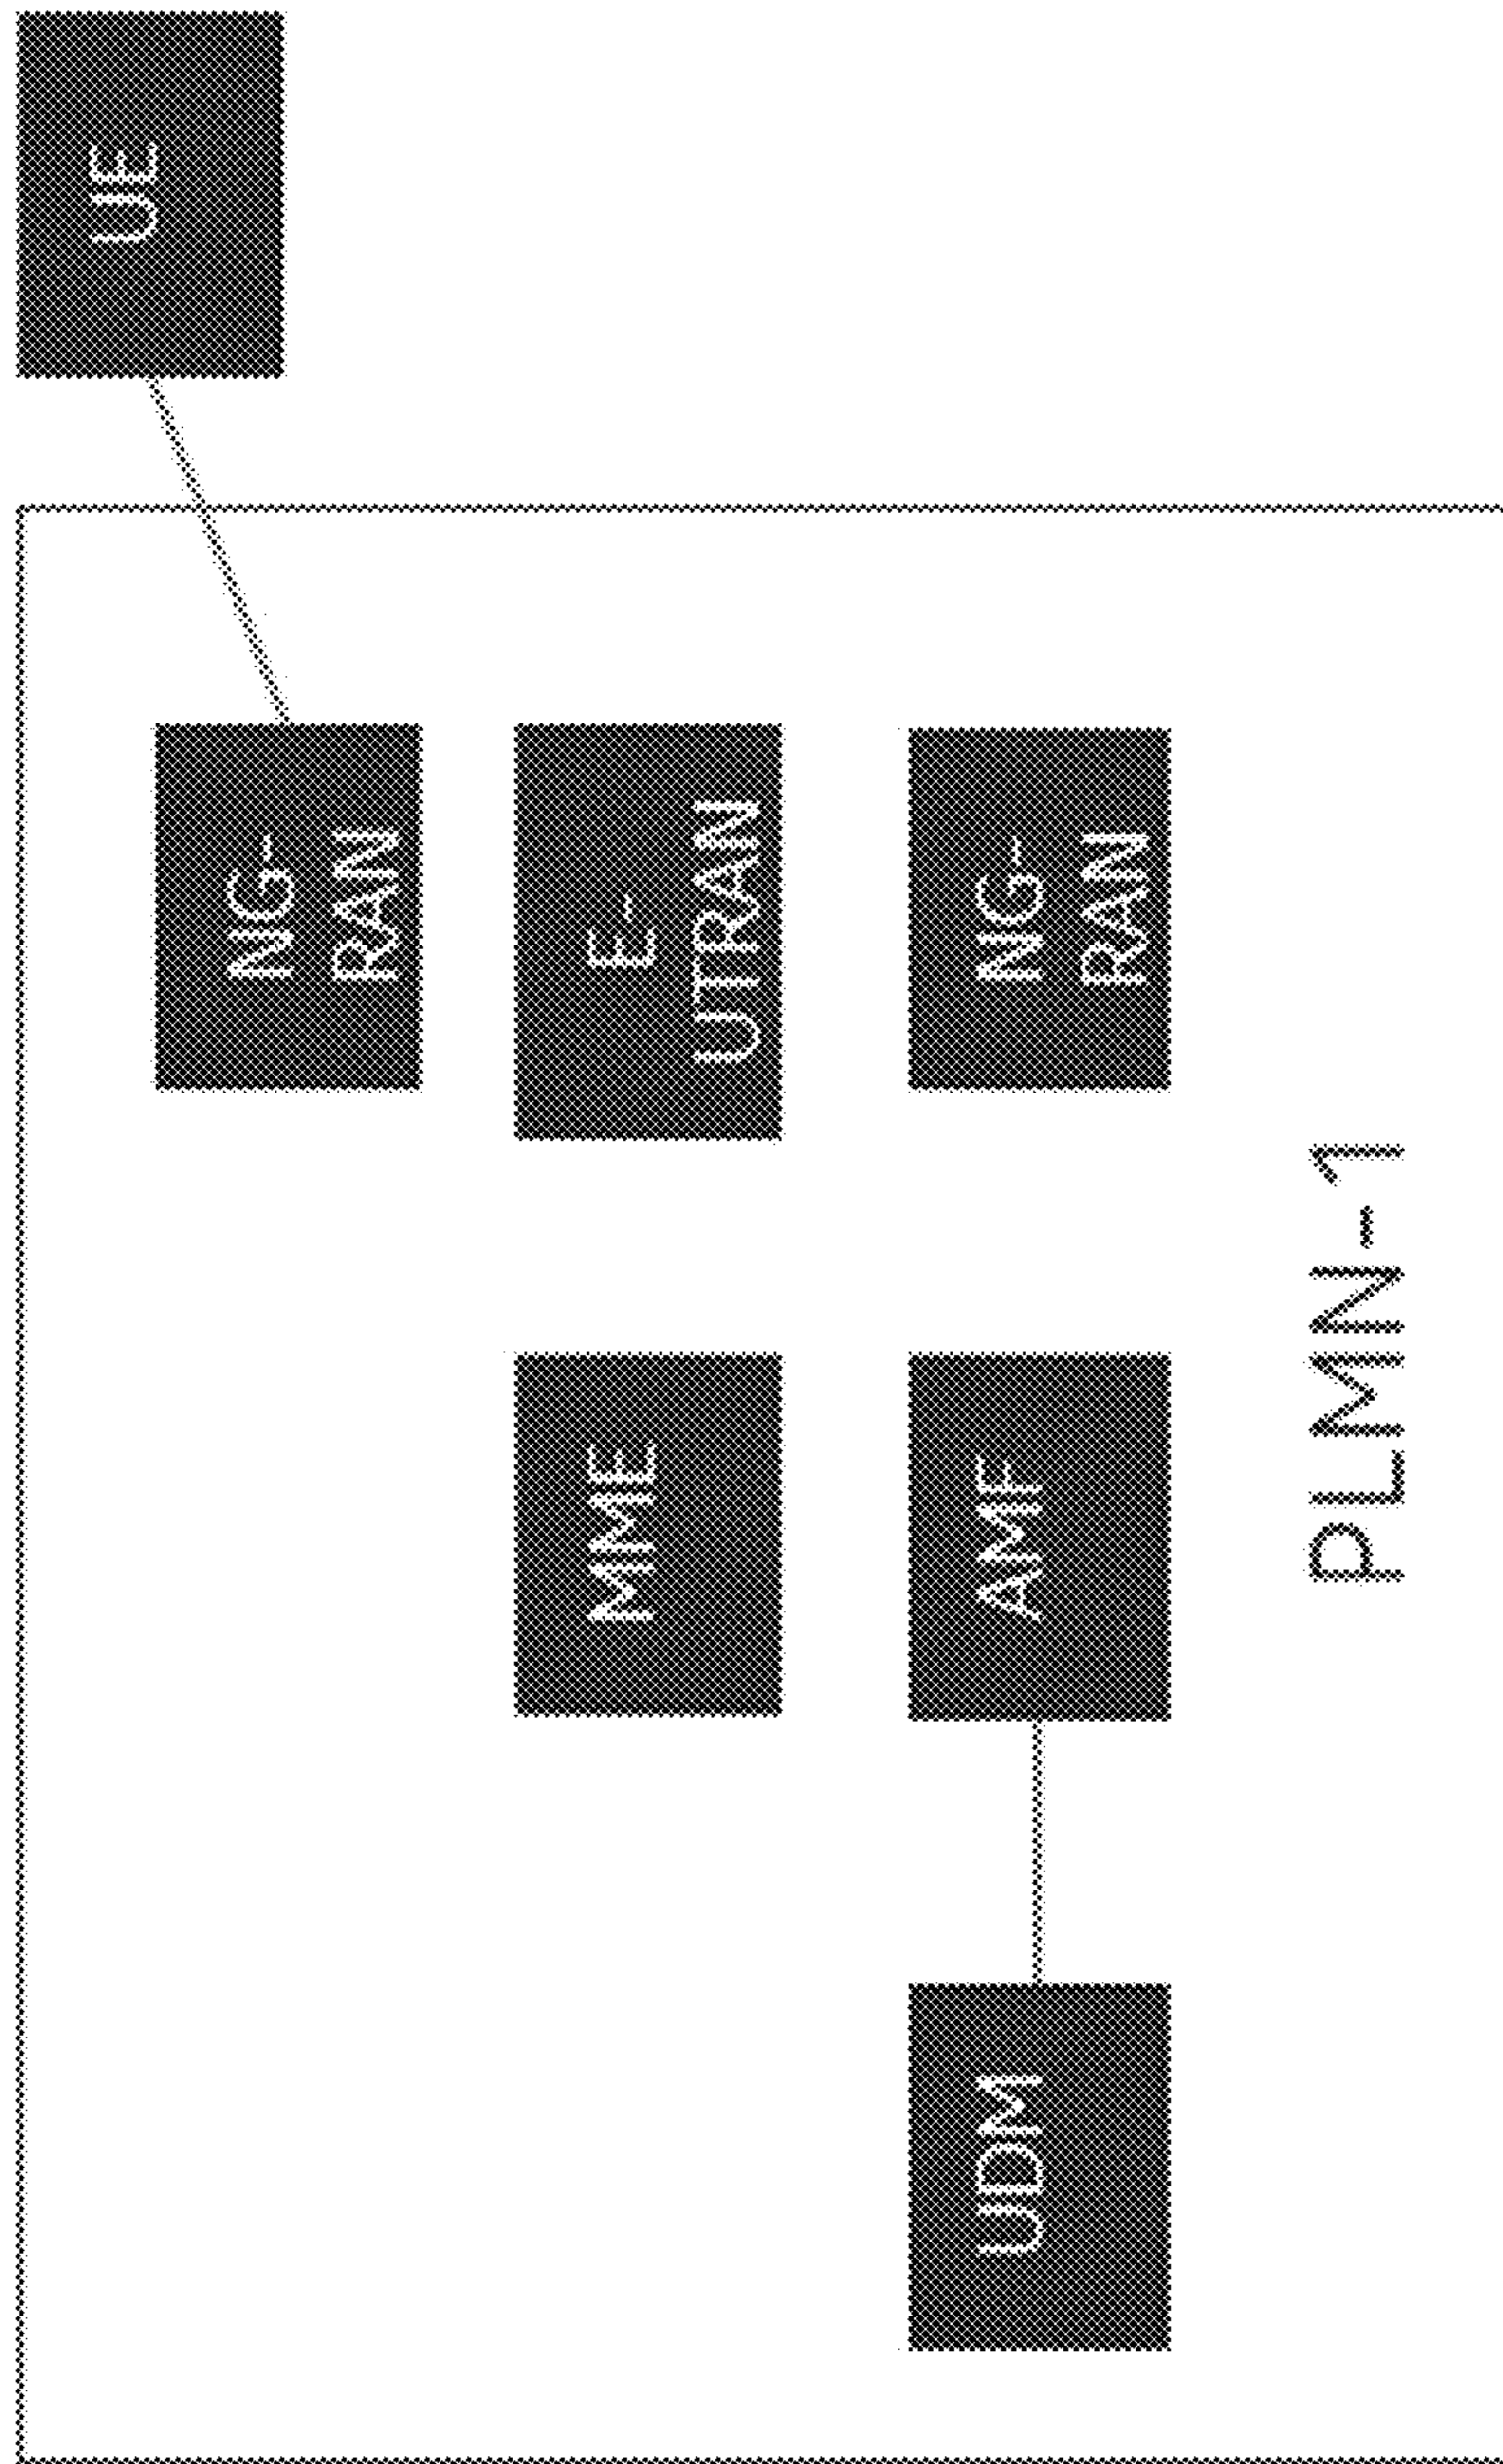 UE
NG-
RAN
MME
E-
UTRAN
UDM
AMF
NG-
RAN
PLMN-1